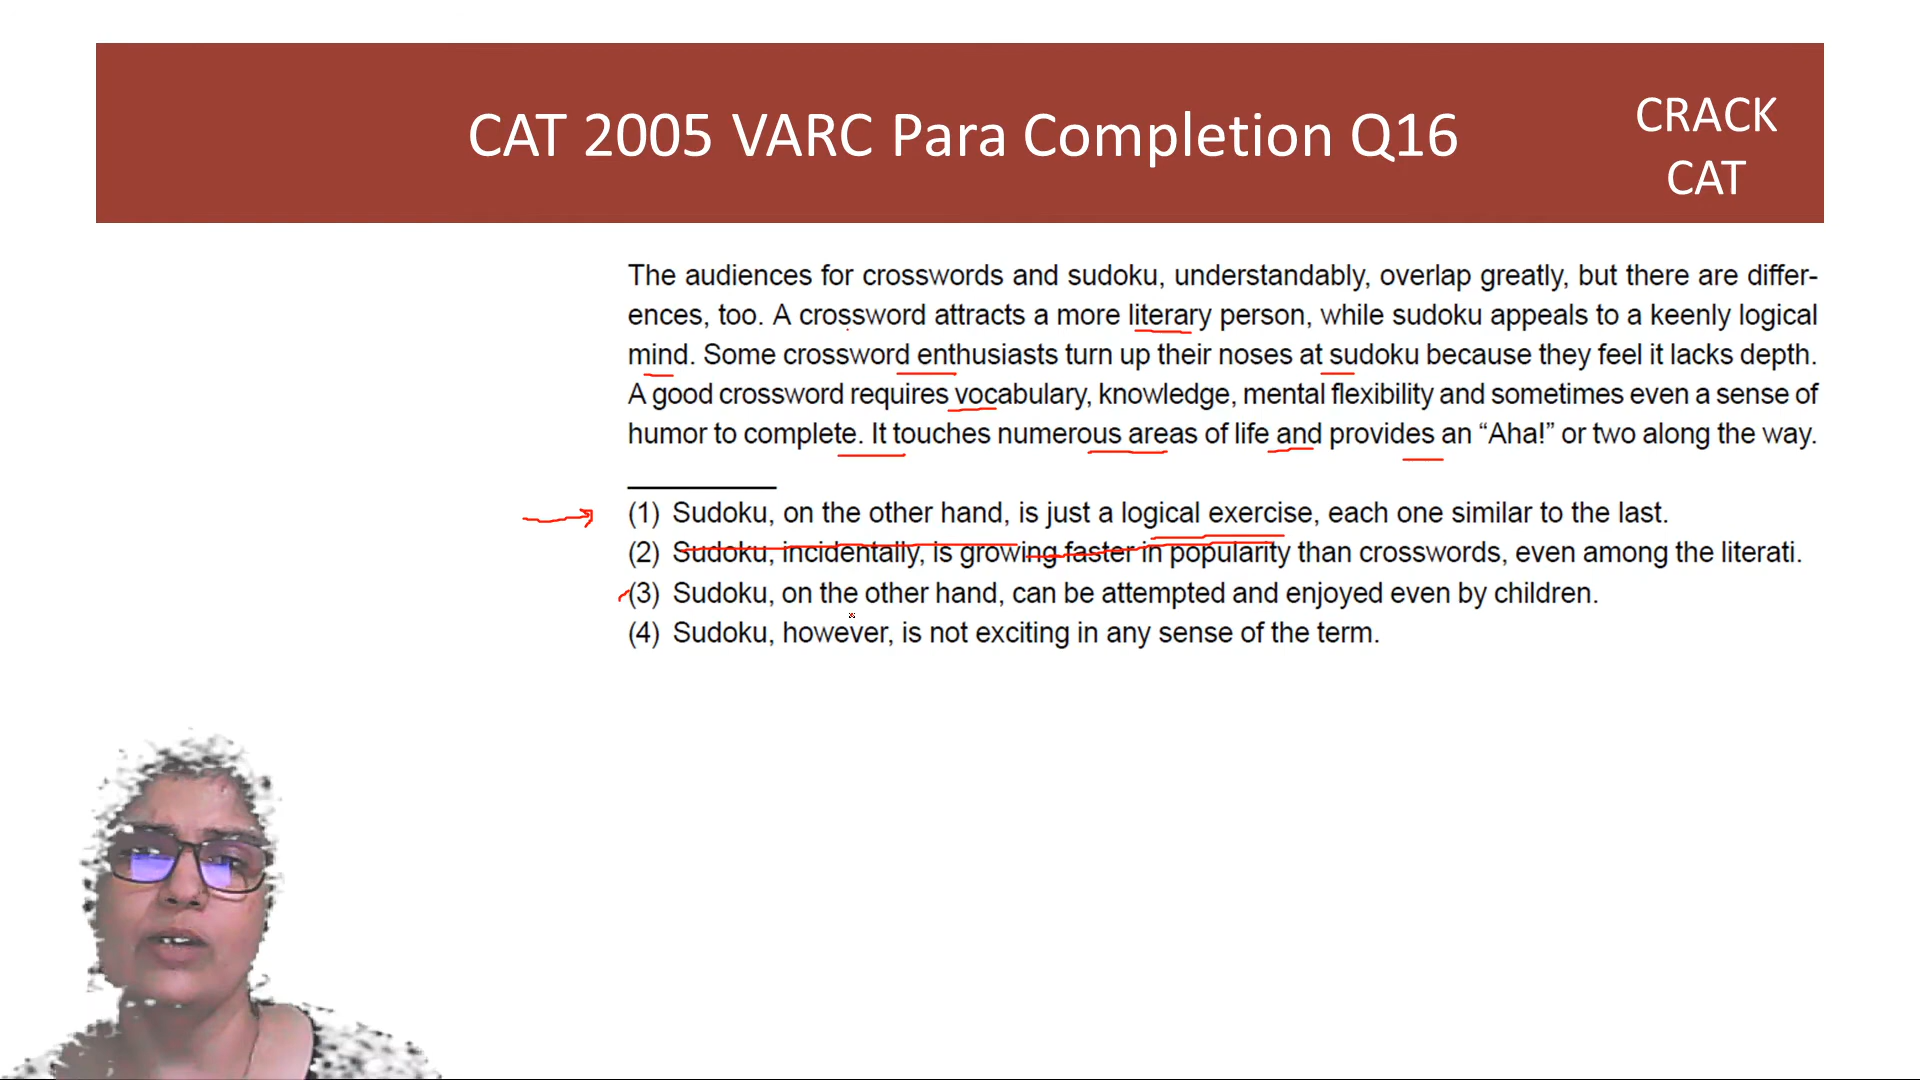 CAT 2005 VARC Para Completion Q16
CRACK
CAT
The audiences for crosswords and sudoku, understandably, overlap greatly, but there are differ-
ences, too. A crossword attracts a more literary person, while sudoku appeals to a keenly logical
mind. Some crossword enthusiasts turn up their noses at sudoku because they feel it lacks depth.
A good crossword requires vocabulary, knowledge, mental flexibility and sometimes even a sense of
humor to complete. It touches numerous areas of life and provides an “Aha!” or two along the way.
(1) Sudoku, on the other hand, is just a logical exercise, each one similar to the last.
(2) Sudoku, incidentally, is growing faster in popularity than crosswords, even among the literati.
(3) Sudoku, on the other hand, can be attempted and enjoyed even by children.
(4) Sudoku, however, is not exciting in any sense of the term.